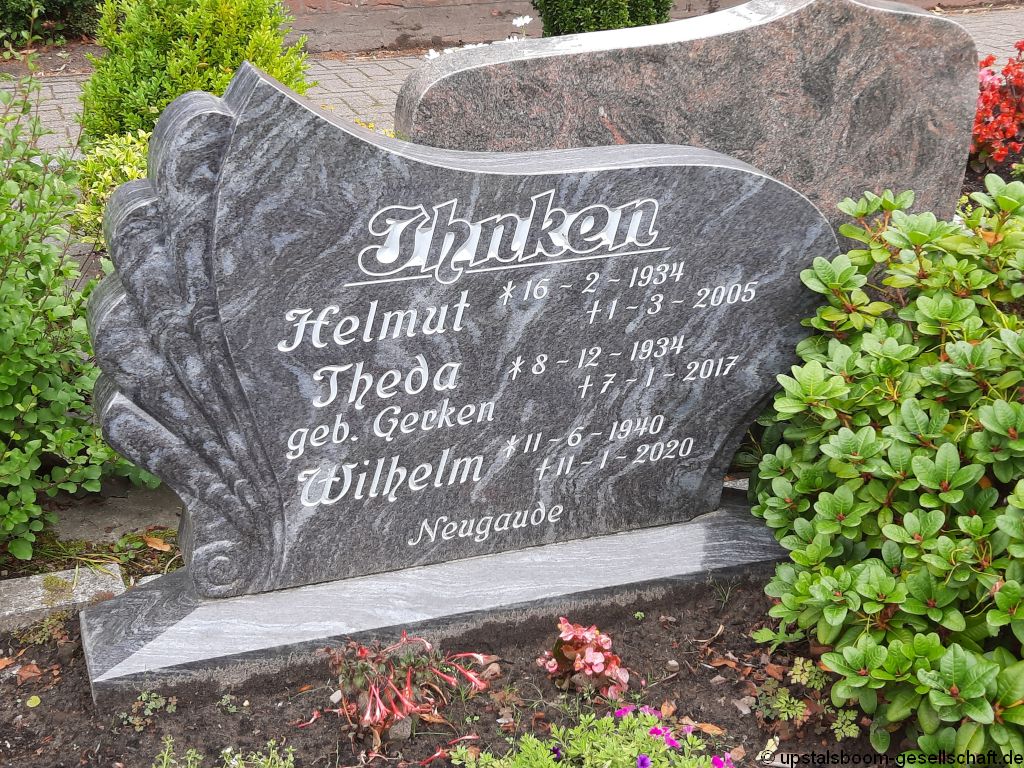 Ihnken
Helmut * 16 - 2 - 1934
† 1 - 3 - 2005
Theda * 8 - 12 - 1934
geb. Gerken † 7 - 1 - 2017
Wilhelm * 11 - 6 - 1940
† 11 - 1 - 2020
Neugaude
© upstalsboom-gesellschaft.de